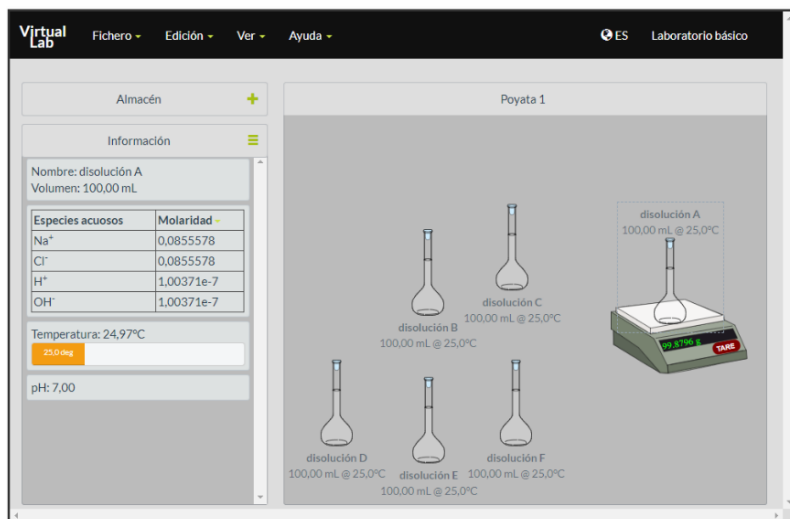 Virtual Lab Fichero Edición Ver Ayuda ES Laboratorio básico
Almacén
Información
Nombre: disolución A
Volumen: 100,00 mL
Especies acuosos Molaridad
Na⁺ 0,0855578
Cl⁻ 0,0855578
H⁺ 1,00371e-7
OH⁻ 1,00371e-7
Temperatura: 24,97ºC
25,0 deg
pH: 7,00
Poyata 1
disolución A
100,00 mL @ 25,0ºC
99,8796 g
TARE
disolución C
100,00 mL @ 25,0ºC
disolución B
100,00 mL @ 25,0ºC
disolución D
100,00 mL @ 25,0ºC
disolución E
100,00 mL @ 25,0ºC
disolución F
100,00 mL @ 25,0ºC